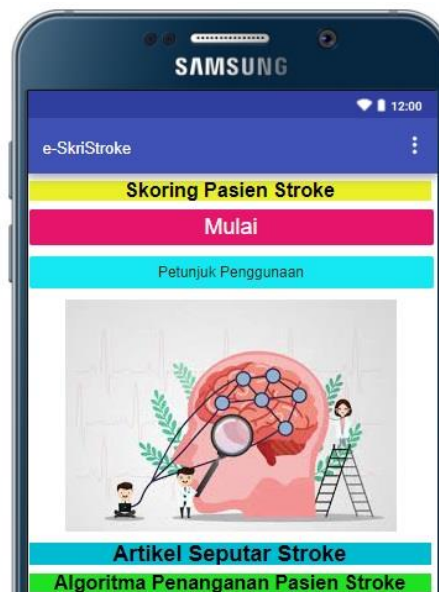 SAMSUNG
12:00
e-SkriStroke
Skoring Pasien Stroke
Mulai
Petunjuk Penggunaan
Artikel Seputar Stroke
Algoritma Penanganan Pasien Stroke